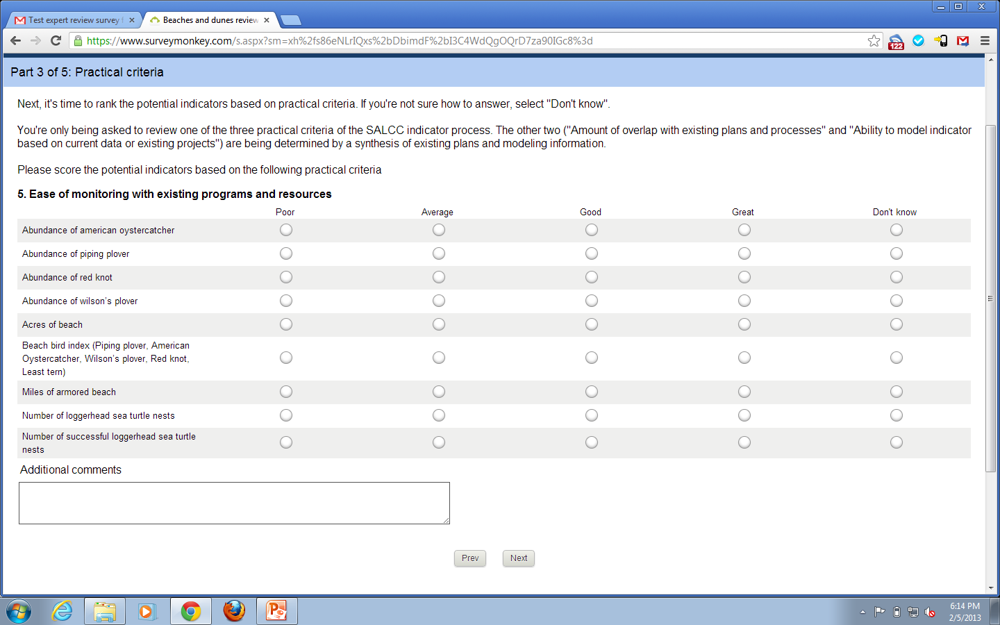 Test expert review survey
Beaches and dunes review
https://www.surveymonkey.com/s.aspx?sm=xh%2fs86eNLrIQxs%2bDbimdF%2bI3C4WdQgOQrD7za90IGc8%3d
122
Part 3 of 5: Practical criteria
Next, it's time to rank the potential indicators based on practical criteria. If you're not sure how to answer, select "Don't know".
You're only being asked to review one of the three practical criteria of the SALCC indicator process. The other two ("Amount of overlap with existing plans and processes" and "Ability to model indicator
based on current data or existing projects") are being determined by a synthesis of existing plans and modeling information.
Please score the potential indicators based on the following practical criteria
5. Ease of monitoring with existing programs and resources
Poor Average Good Great Don't know
Abundance of american oystercatcher
Abundance of piping plover
Abundance of red knot
Abundance of wilson's plover
Acres of beach
Beach bird index (Piping plover, American
Oystercatcher, Wilson's plover, Red knot,
Least tern)
Miles of armored beach
Number of loggerhead sea turtle nests
Number of successful loggerhead sea turtle
nests
Additional comments
Prev Next
6:14 PM
2/5/2013